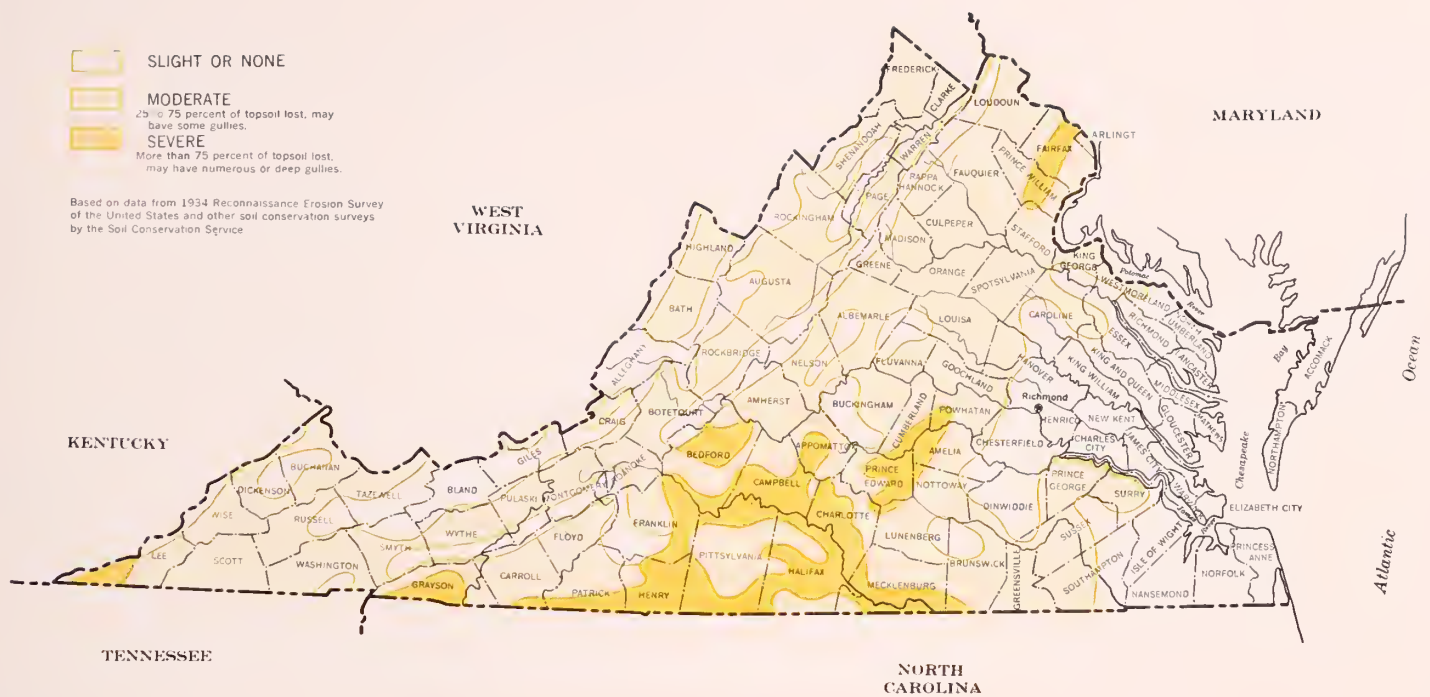 SLIGHT OR NONE
MODERATE
25 to 75 percent of topsoil lost, may
have some gullies.
SEVERE
More than 75 percent of topsoil lost,
may have numerous or deep gullies.
Based on data from 1934 Reconnaissance Erosion Survey
of the United States and other soil conservation surveys
by the Soil Conservation Service
WEST
VIRGINIA
MARYLAND
KENTUCKY
TENNESSEE
NORTH
CAROLINA
Atlantic
Ocean
Chesapeake
Bay
Potomac
River
James
River
FREDERICK
CLARKE
LOUDOUN
SHENANDOAH
WARREN
FAIRFAX
ARLINGT
PRINCE
WILLIAM
FAUQUIER
RAPPA
HANNOCK
PAGE
ROCKINGHAM
CULPEPER
MADISON
STAFFORD
KING
GEORGE
HIGHLAND
GREENE
ORANGE
SPOTSYLVANIA
WESTMORELAND
AUGUSTA
BATH
ALBEMARLE
LOUISA
CAROLINE
ESSEX
RICHMOND
NORTH
UMBERLAND
LANCASTER
ACCOMACK
ALLEGHANY
ROCKBRIDGE
NELSON
FLUVANNA
GOOCHLAND
HANOVER
KING WILLIAM
KING AND QUEEN
MIDDLESEX
MATHEWS
GLOUCESTER
NORTHAMPTON
CRAIG
BOTETOURT
AMHERST
BUCKINGHAM
CUMBERLAND
POWHATAN
Richmond
HENRICO
NEW KENT
CHARLES
CITY
JAMES CITY
CHESTERFIELD
GILES
ROANOKE
BEDFORD
APPOMATTOX
AMELIA
PRINCE
EDWARD
NOTTOWAY
PRINCE
GEORGE
SURRY
WARWICK
ELIZABETH CITY
BUCHANAN
DICKENSON
TAZEWELL
BLAND
PULASKI
MONTGOMERY
CAMPBELL
CHARLOTTE
DINWIDDIE
WISE
RUSSELL
SMYTH
WYTHE
FLOYD
FRANKLIN
PITTSYLVANIA
HALIFAX
LUNENBERG
SUSSEX
ISLE OF WIGHT
PRINCESS
ANNE
LEE
SCOTT
WASHINGTON
GRAYSON
CARROLL
PATRICK
HENRY
MECKLENBURG
BRUNSWICK
GREENSVILLE
SOUTHAMPTON
NANSEMOND
NORFOLK